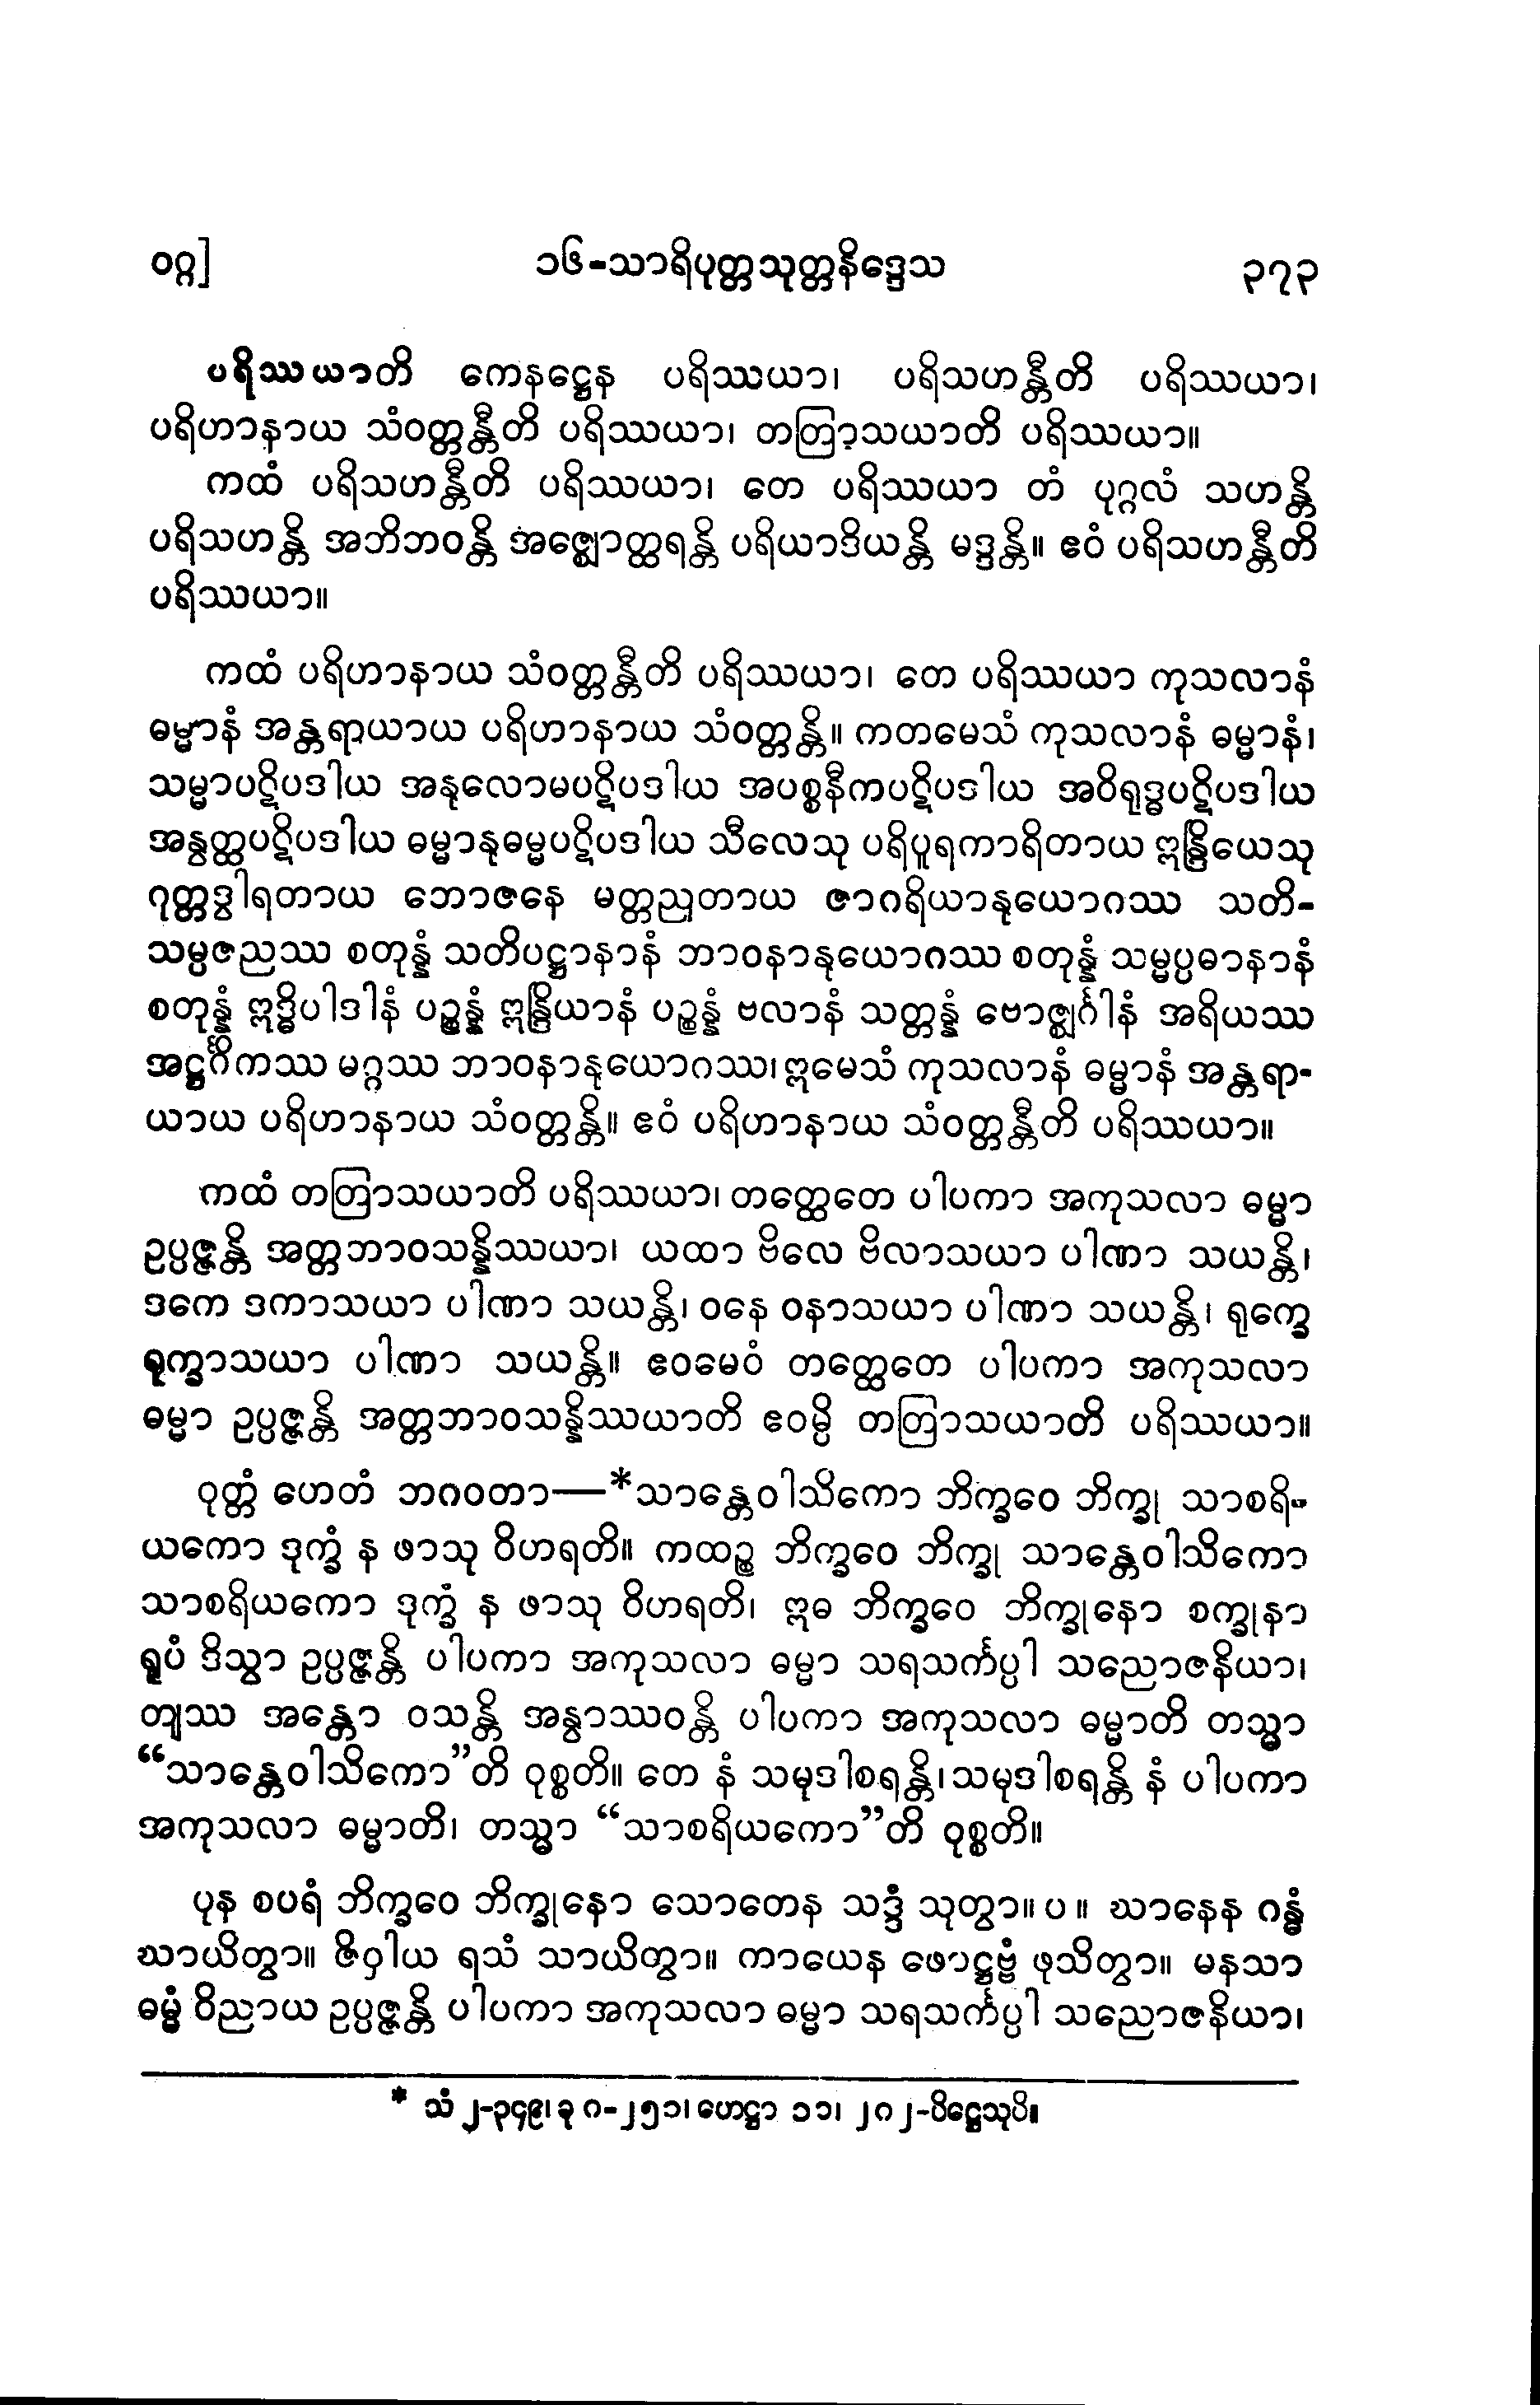 ဝဂ္ဂ] ၁၆-သာရိပုတ္တသုတ္တနိဒ္ဒေသ ၃၇၃
ပရိဿယာတိ ကေနဋ္ဌေန ပရိဿယာ၊ ပရိသဟန္တီတိ ပရိဿယာ၊
ပရိဟာနာယ သံဝတ္တန္တီတိ ပရိဿယာ၊ တတြာသယာတိ ပရိဿယာ။
ကထံ ပရိသဟန္တီတိ ပရိဿယာ၊ တေ ပရိဿယာ တံ ပုဂ္ဂလံ သဟန္တိ
ပရိသဟန္တိ အဘိဘဝန္တိ အဇ္ဈောတ္ထရန္တိ ပရိယာဒိယန္တိ မဒ္ဒန္တိ။ ဧဝံ ပရိသဟန္တီတိ
ပရိဿယာ။
ကထံ ပရိဟာနာယ သံဝတ္တန္တီတိ ပရိဿယာ၊ တေ ပရိဿယာ ကုသလာနံ
ဓမ္မာနံ အန္တရာယာယ ပရိဟာနာယ သံဝတ္တန္တိ။ ကတမေသံ ကုသလာနံ ဓမ္မာနံ၊
သမ္မာပဋိပဒါယ အနုလောမပဋိပဒါယ အပစ္စနီကပဋိပဒါယ အဝိရုဒ္ဓပဋိပဒါယ
အနွတ္ထပဋိပဒါယ ဓမ္မာနုဓမ္မပဋိပဒါယ သီလေသု ပရိပူရကာရိတာယ ဣန္ဒြိယေသု
ဂုတ္တဒွါရတာယ ဘောဇနေ မတ္တညုတာယ ဇာဂရိယာနုယောဂဿ သတိ-
သမ္ပဇညဿ စတုန္နံ သတိပဋ္ဌာနာနံ ဘာဝနာနုယောဂဿ စတုန္နံ သမ္မပ္ပဓာနာနံ
စတုန္နံ ဣဒ္ဓိပါဒါနံ ပဉ္စန္နံ ဣန္ဒြိယာနံ ပဉ္စန္နံ ဗလာနံ သတ္တန္နံ ဗောဇ္ဈင်္ဂါနံ အရိယဿ
အဋ္ဌင်္ဂိကဿ မဂ္ဂဿ ဘာဝနာနုယောဂဿ၊ ဣမေသံ ကုသလာနံ ဓမ္မာနံ အန္တရာ-
ယာယ ပရိဟာနာယ သံဝတ္တန္တိ။ ဧဝံ ပရိဟာနာယ သံဝတ္တန္တီတိ ပရိဿယာ။
ကထံ တတြာသယာတိ ပရိဿယာ၊ တတ္ထေတေ ပါပကာ အကုသလာ ဓမ္မာ
ဥပ္ပဇ္ဇန္တိ အတ္တဘာဝသန္နိဿယာ၊ ယထာ ဗိလေ ဗိလာသယာ ပါဏာ သယန္တိ၊
ဒကေ ဒကာသယာ ပါဏာ သယန္တိ၊ ဝနေ ဝနာသယာ ပါဏာ သယန္တိ၊ ရုက္ခေ
ရုက္ခာသယာ ပါဏာ သယန္တိ။ ဧဝမေဝံ တတ္ထေတေ ပါပကာ အကုသလာ
ဓမ္မာ ဥပ္ပဇ္ဇန္တိ အတ္တဘာဝသန္နိဿယာတိ ဧဝမ္ပိ တတြာသယာတိ ပရိဿယာ။
ဝုတ္တံ ဟေတံ ဘဂဝတာ—*သာန္တေဝါသိကော ဘိက္ခဝေ ဘိက္ခု သာစရိ-
ယကော ဒုက္ခံ န ဖာသု ဝိဟရတိ။ ကထဉ္စ ဘိက္ခဝေ ဘိက္ခု သာန္တေဝါသိကော
သာစရိယကော ဒုက္ခံ န ဖာသု ဝိဟရတိ၊ ဣဓ ဘိက္ခဝေ ဘိက္ခုနော စက္ခုနာ
ရူပံ ဒိသွာ ဥပ္ပဇ္ဇန္တိ ပါပကာ အကုသလာ ဓမ္မာ သရသင်္ကပ္ပါ သညောဇနိယာ၊
တျဿ အန္တော ဝသန္တိ အနွာဿဝန္တိ ပါပကာ အကုသလာ ဓမ္မာတိ တသ္မာ
“သာန္တေဝါသိကော”တိ ဝုစ္စတိ။ တေ နံ သမုဒါစရန္တိ၊ သမုဒါစရန္တိ နံ ပါပကာ
အကုသလာ ဓမ္မာတိ၊ တသ္မာ “သာစရိယကော”တိ ဝုစ္စတိ။
ပုန စပရံ ဘိက္ခဝေ ဘိက္ခုနော သောတေန သဒ္ဒံ သုတွာ။ ပ ။ ဃာနေန ဂန္ဓံ
ဃာယိတွာ။ ဇိဝှါယ ရသံ သာယိတွာ။ ကာယေန ဖောဋ္ဌဗ္ဗံ ဖုသိတွာ။ မနသာ
ဓမ္မံ ဝိညာယ ဥပ္ပဇ္ဇန္တိ ပါပကာ အကုသလာ ဓမ္မာ သရသင်္ကပ္ပါ သညောဇနိယာ၊
* သံ ၂-၃၄၉၊ ခု ဂ-၂၅၁၊ ဟေဋ္ဌာ ၁၁၊ ၂ဂ၂-ပိဋ္ဌေသုပိ။